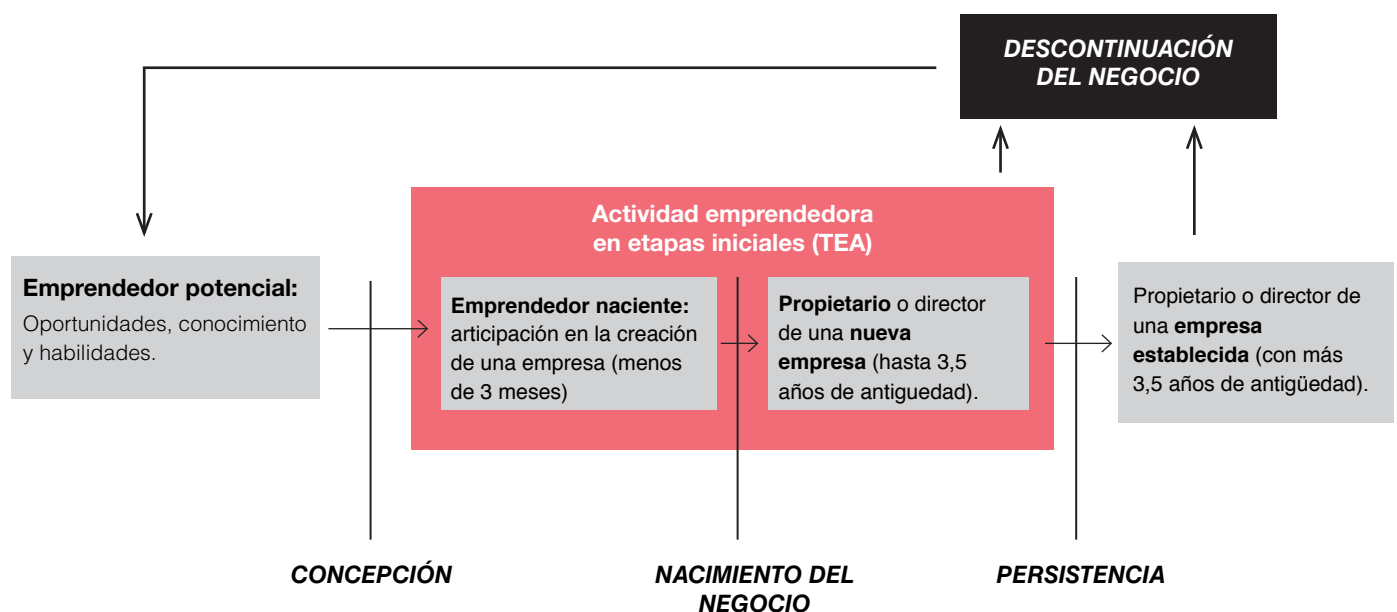 DESCONTINUACIÓN
DEL NEGOCIO
Actividad emprendedora
en etapas iniciales (TEA)
Emprendedor potencial:
Oportunidades, conocimiento
y habilidades.
Emprendedor naciente:
articipación en la creación
de una empresa (menos
de 3 meses)
Propietario o director
de una nueva
empresa (hasta 3,5
años de antiguedad).
Propietario o director de
una empresa
establecida (con más
3,5 años de antigüedad).
CONCEPCIÓN
NACIMIENTO DEL
NEGOCIO
PERSISTENCIA